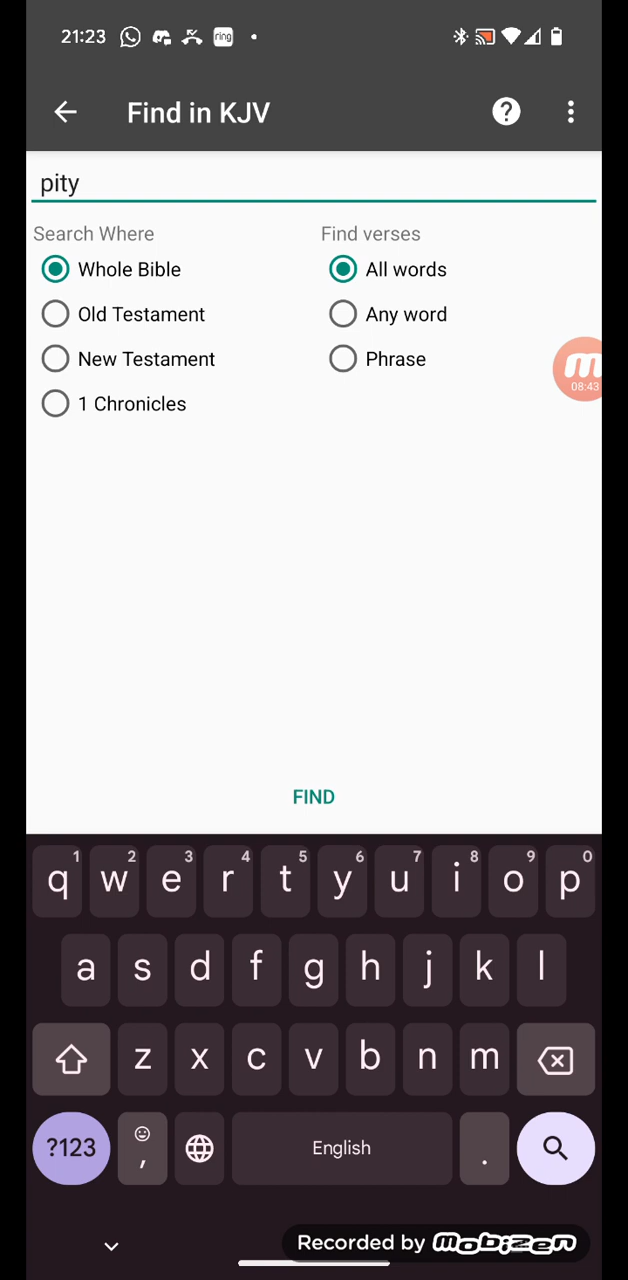 21:23 ring
Find in KJV ?
pity
Search Where Find verses
Whole Bible All words
Old Testament Any word
New Testament Phrase
1 Chronicles
m
08:43
FIND
1 2 3 4 5 6 7 8 9 0
q w e r t y u i o p
a s d f g h j k l
z x c v b n m
?123 , English .
Recorded by mobizen